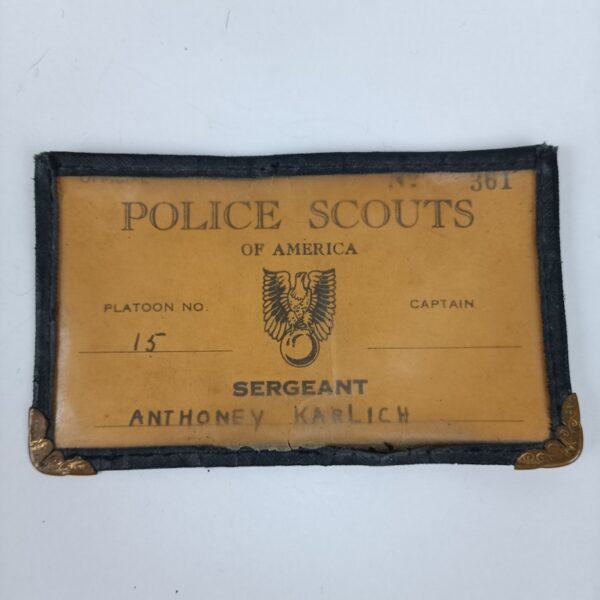 No 361
POLICE SCOUTS
OF AMERICA
PLATOON NO. CAPTAIN
15
SERGEANT
ANTHONEY KARLICH